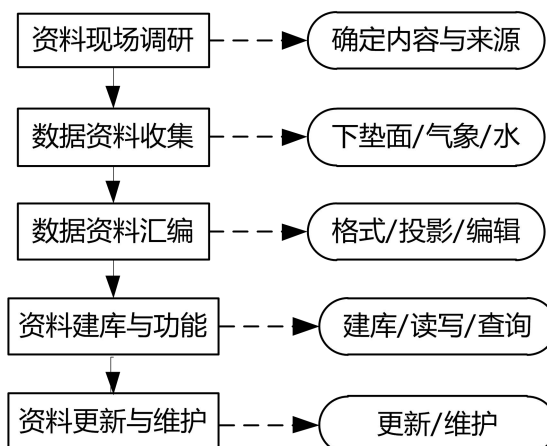 资料现场调研
确定内容与来源
数据资料收集
下垫面/气象/水
数据资料汇编
格式/投影/编辑
资料建库与功能
建库/读写/查询
资料更新与维护
更新/维护